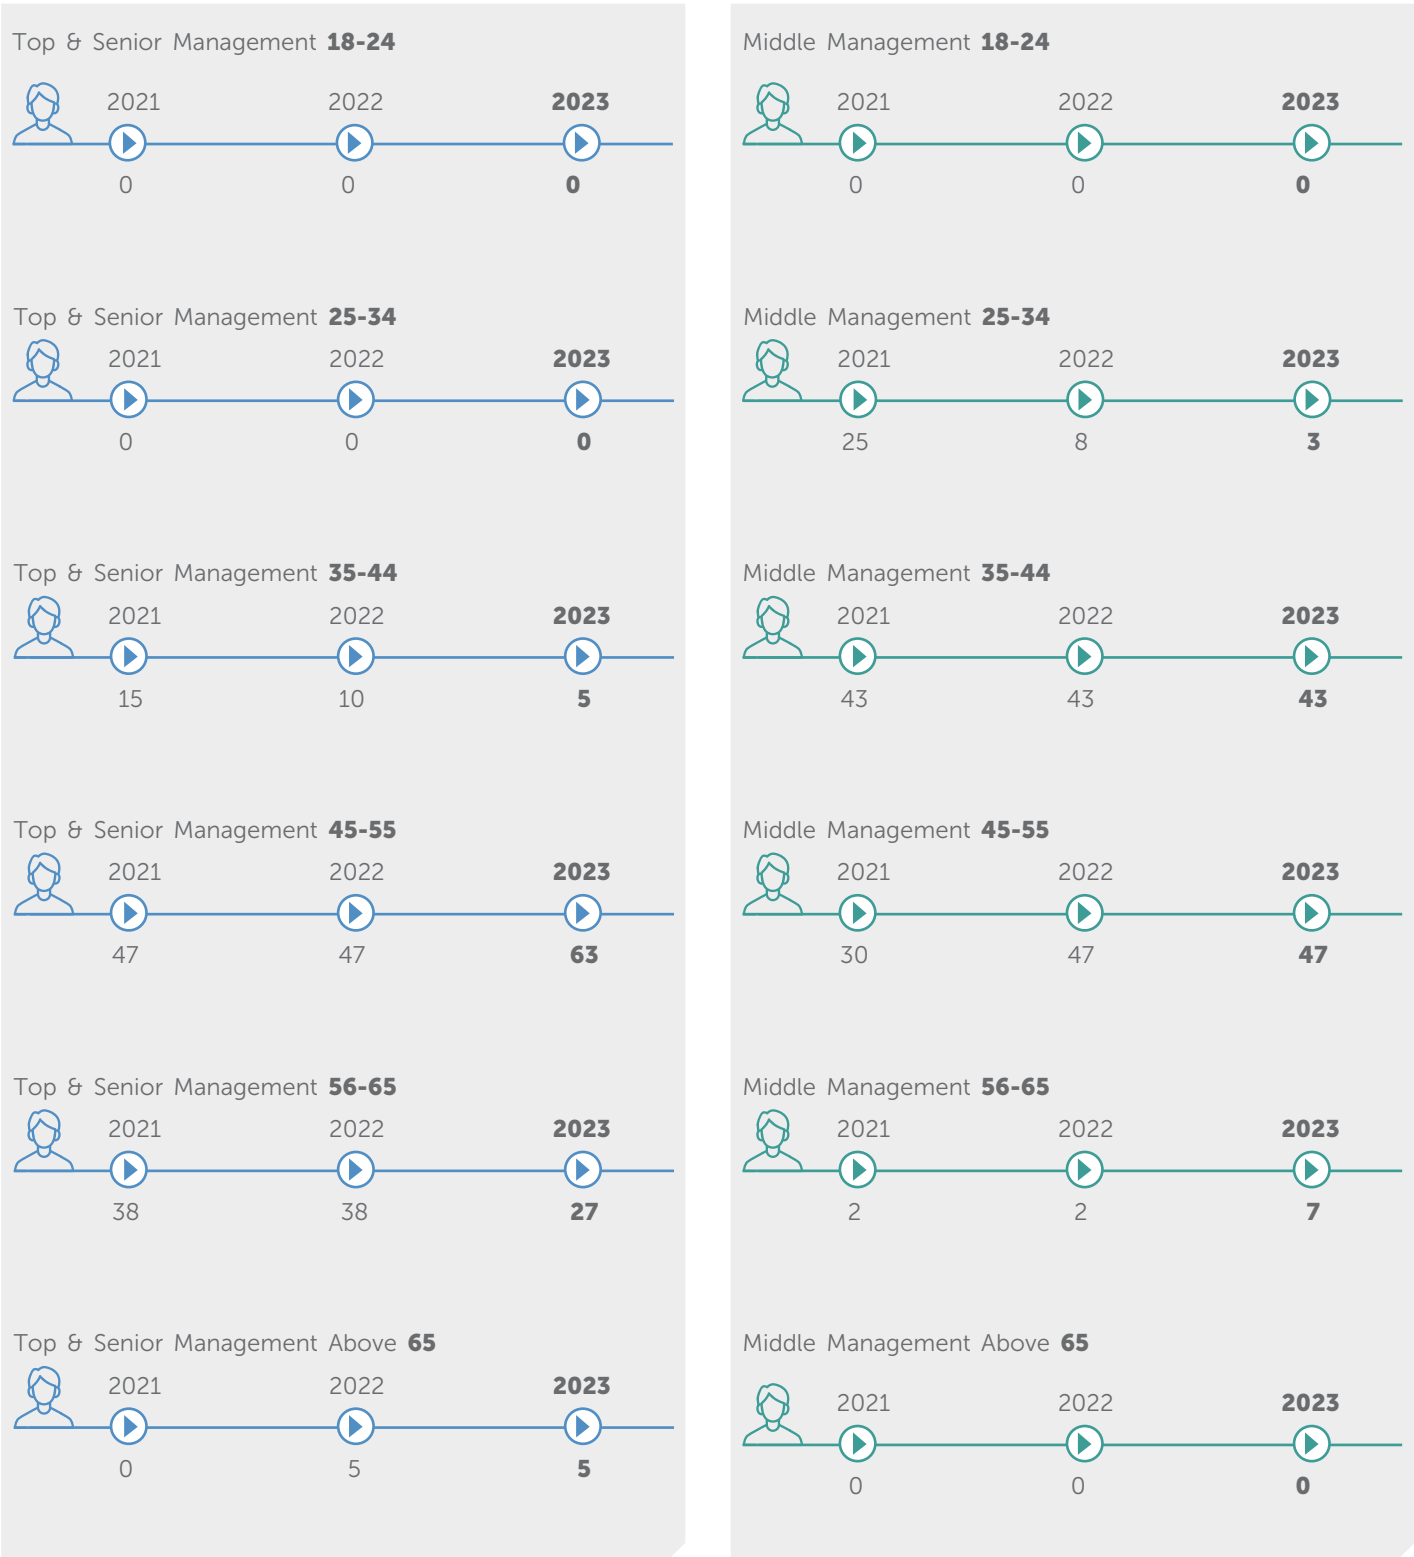 Top & Senior Management 18-24
2021 2022 2023
0 0 0
Top & Senior Management 25-34
2021 2022 2023
0 0 0
Top & Senior Management 35-44
2021 2022 2023
15 10 5
Top & Senior Management 45-55
2021 2022 2023
47 47 63
Top & Senior Management 56-65
2021 2022 2023
38 38 27
Top & Senior Management Above 65
2021 2022 2023
0 5 5
Middle Management 18-24
2021 2022 2023
0 0 0
Middle Management 25-34
2021 2022 2023
25 8 3
Middle Management 35-44
2021 2022 2023
43 43 43
Middle Management 45-55
2021 2022 2023
30 47 47
Middle Management 56-65
2021 2022 2023
2 2 7
Middle Management Above 65
2021 2022 2023
0 0 0